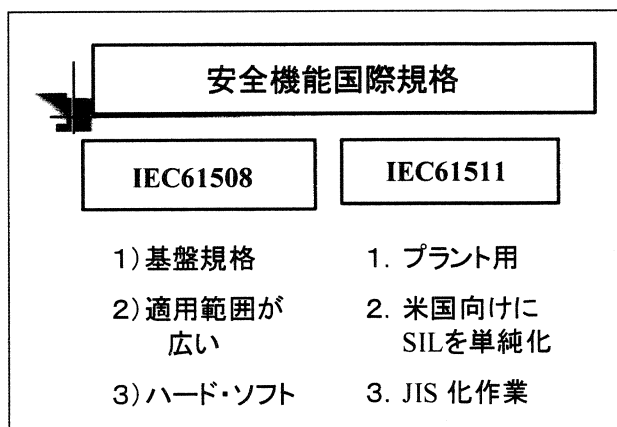 安全機能国際規格
IEC61508
1)基盤規格
2)適用範囲が
広い
3)ハード・ソフト
IEC61511
1. プラント用
2. 米国向けに
SILを単純化
3. JIS 化作業